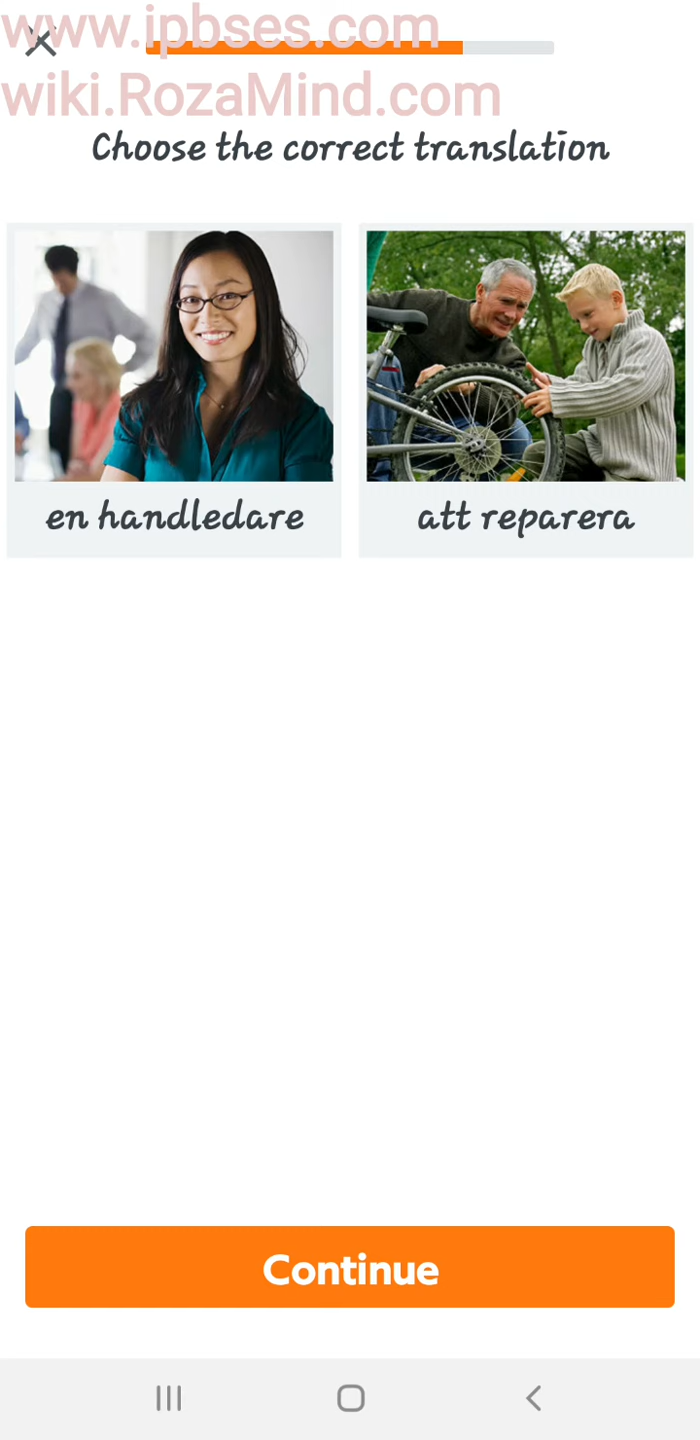 www.ipbses.com
wiki.RozaMind.com
Choose the correct translation
en handledare
att reparera
Continue